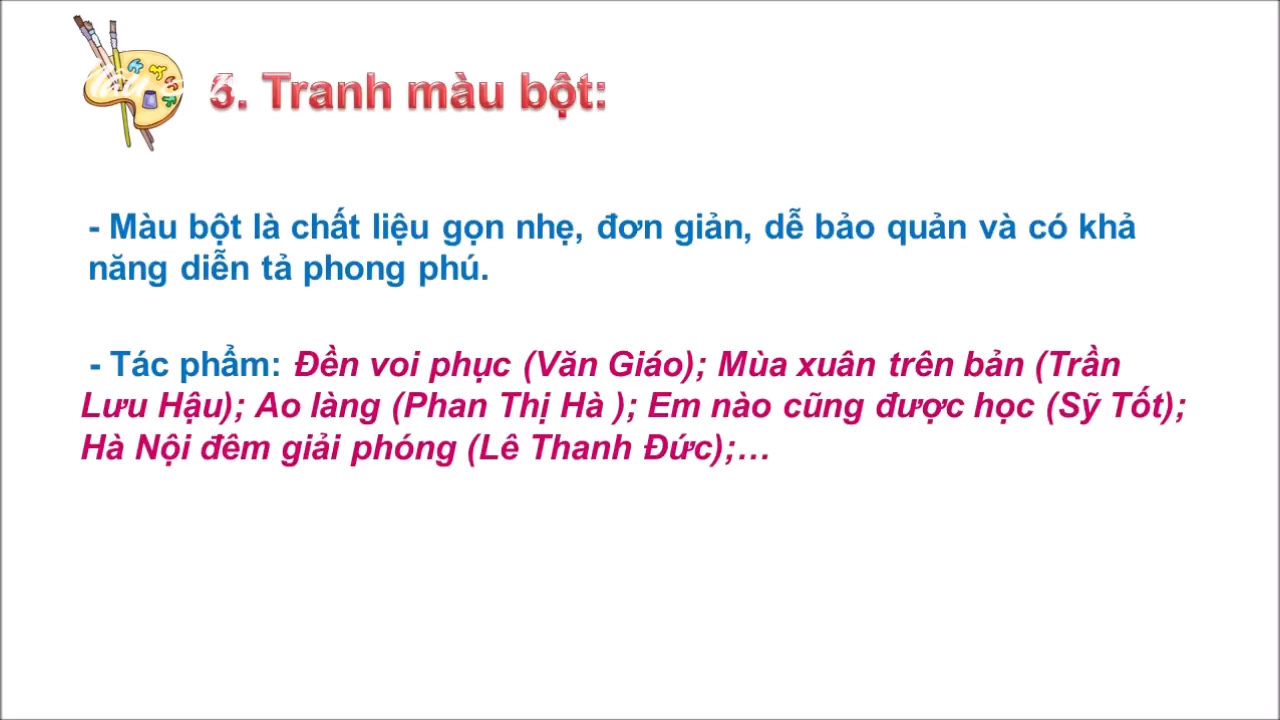 5. Tranh màu bột:
- Màu bột là chất liệu gọn nhẹ, đơn giản, dễ bảo quản và có khả
năng diễn tả phong phú.
- Tác phẩm: Đền voi phục (Văn Giáo); Mùa xuân trên bản (Trần
Lưu Hậu); Ao làng (Phan Thị Hà ); Em nào cũng được học (Sỹ Tốt);
Hà Nội đêm giải phóng (Lê Thanh Đức);...